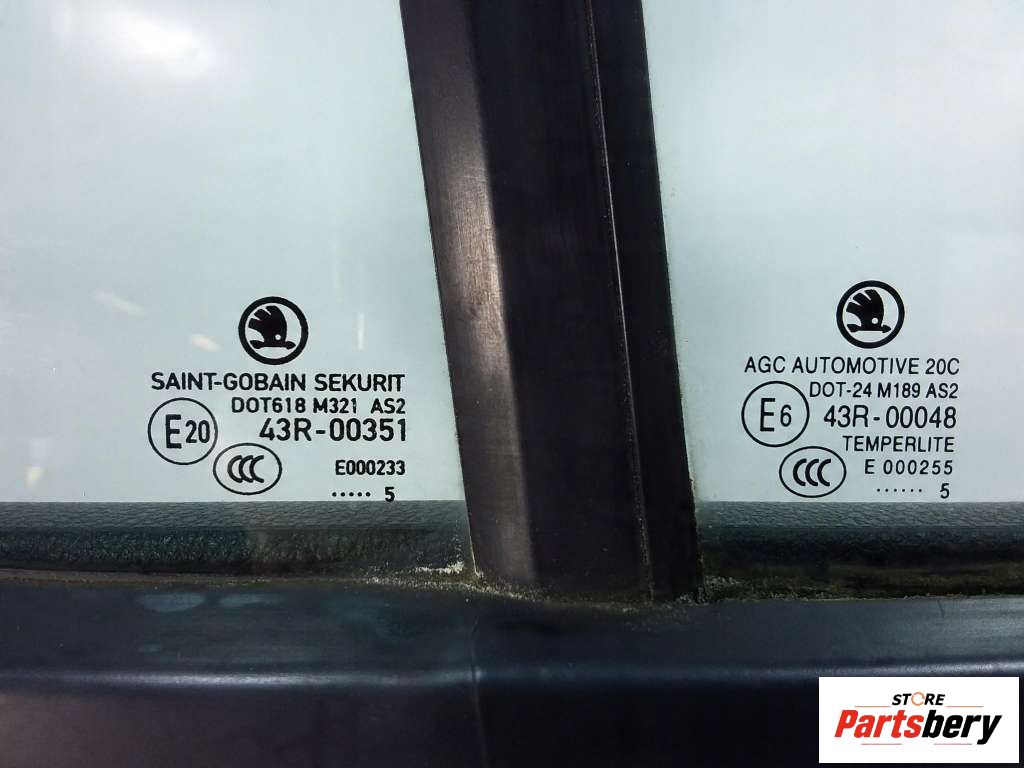 SAINT-GOBAIN SEKURIT
DOT618 M321 AS2
E20 43R-00351
CCC E000233
····· 5
AGC AUTOMOTIVE 20C
DOT-24 M189 AS2
E6 43R-00048
TEMPERLITE
CCC E 000255
······ 5
STORE
Partsbery